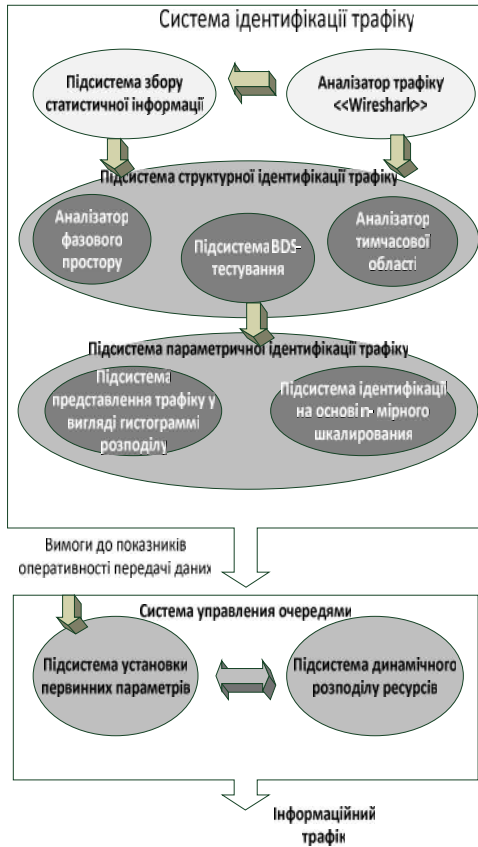 Система ідентифікації трафіку
Підсистема збору
статистичної інформації
Аналізатор трафіку
<<Wireshark>>
Підсистема структурної ідентифікації трафіку
Аналізатор
фазового
простору
Підсистема BDS-
тестування
Аналізатор
тимчасової
області
Підсистема параметричної ідентифікації трафіку
Підсистема
представлення трафіку у
вигляді гистограммі
розподілу
Підсистема ідентифікації
на основі n- мірного
шкалирования
Вимоги до показників
оперативності передачі даних
Система управления очередями
Підсистема установки
первинних параметрів
Підсистема динамічного
розподілу ресурсів
Інформаційний
трафік